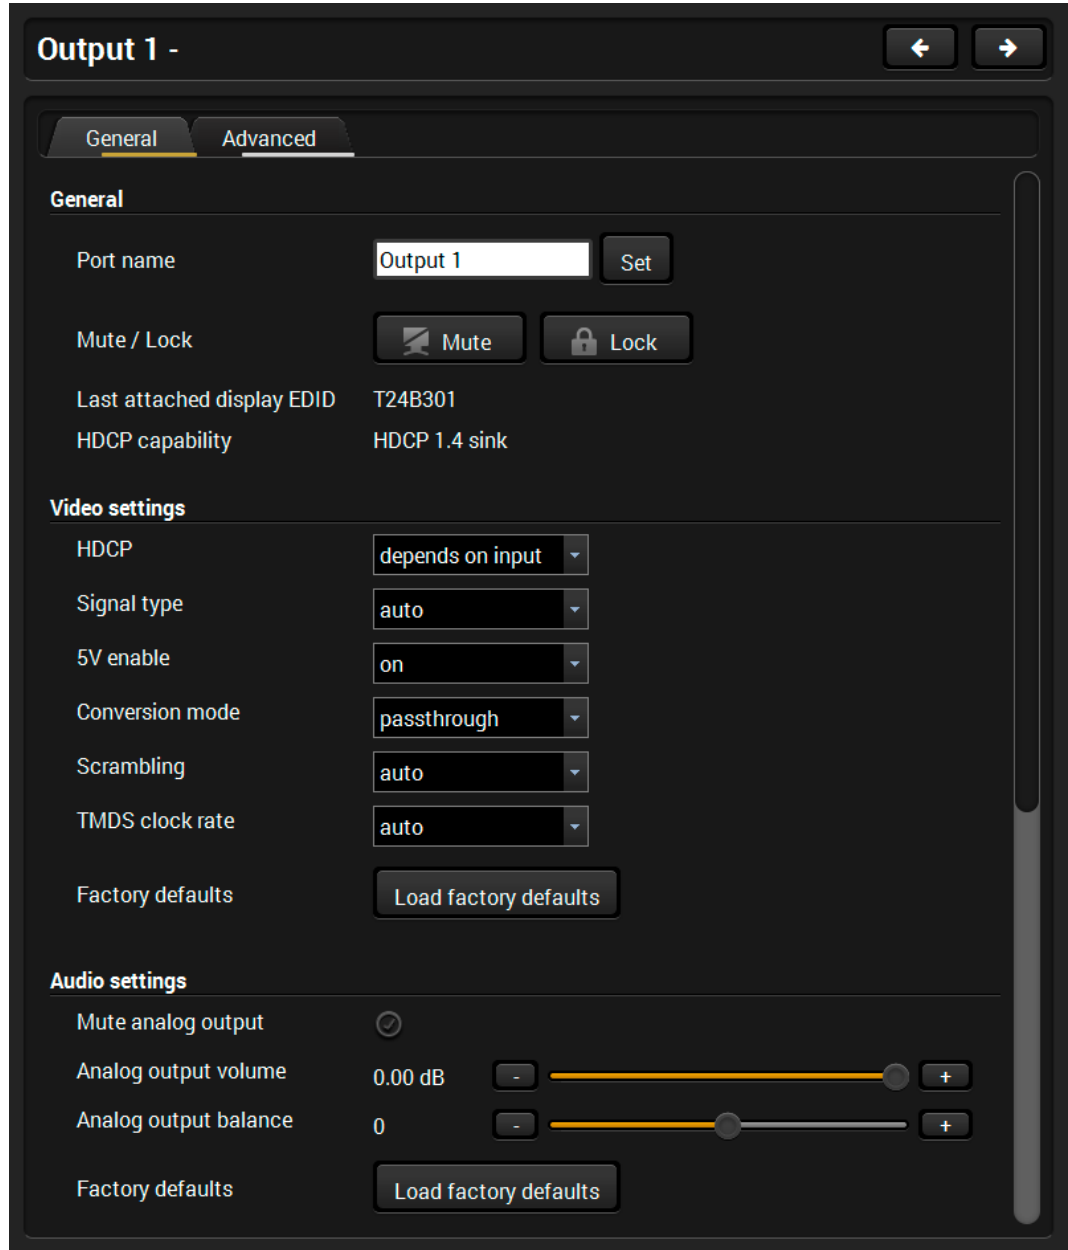 Output 1 -
General Advanced
General
Port name Output 1 Set
Mute / Lock Mute Lock
Last attached display EDID T24B301
HDCP capability HDCP 1.4 sink
Video settings
HDCP depends on input
Signal type auto
5V enable on
Conversion mode passthrough
Scrambling auto
TMDS clock rate auto
Factory defaults Load factory defaults
Audio settings
Mute analog output
Analog output volume 0.00 dB - +
Analog output balance 0 - +
Factory defaults Load factory defaults